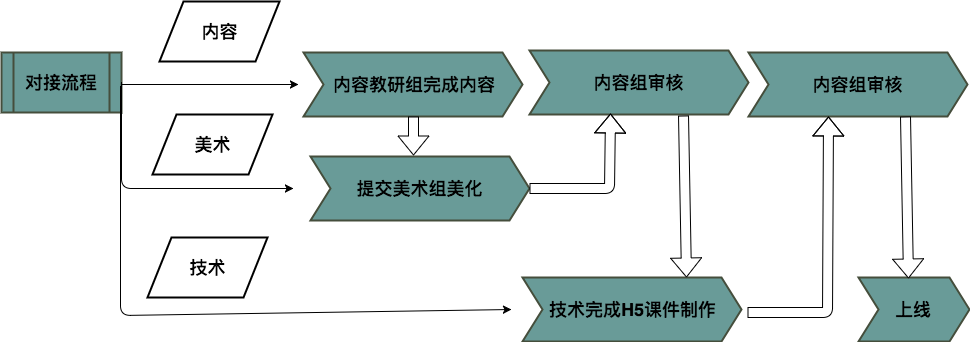 内容
对接流程
内容教研组完成内容
内容组审核
内容组审核
美术
提交美术组美化
技术
技术完成H5课件制作
上线